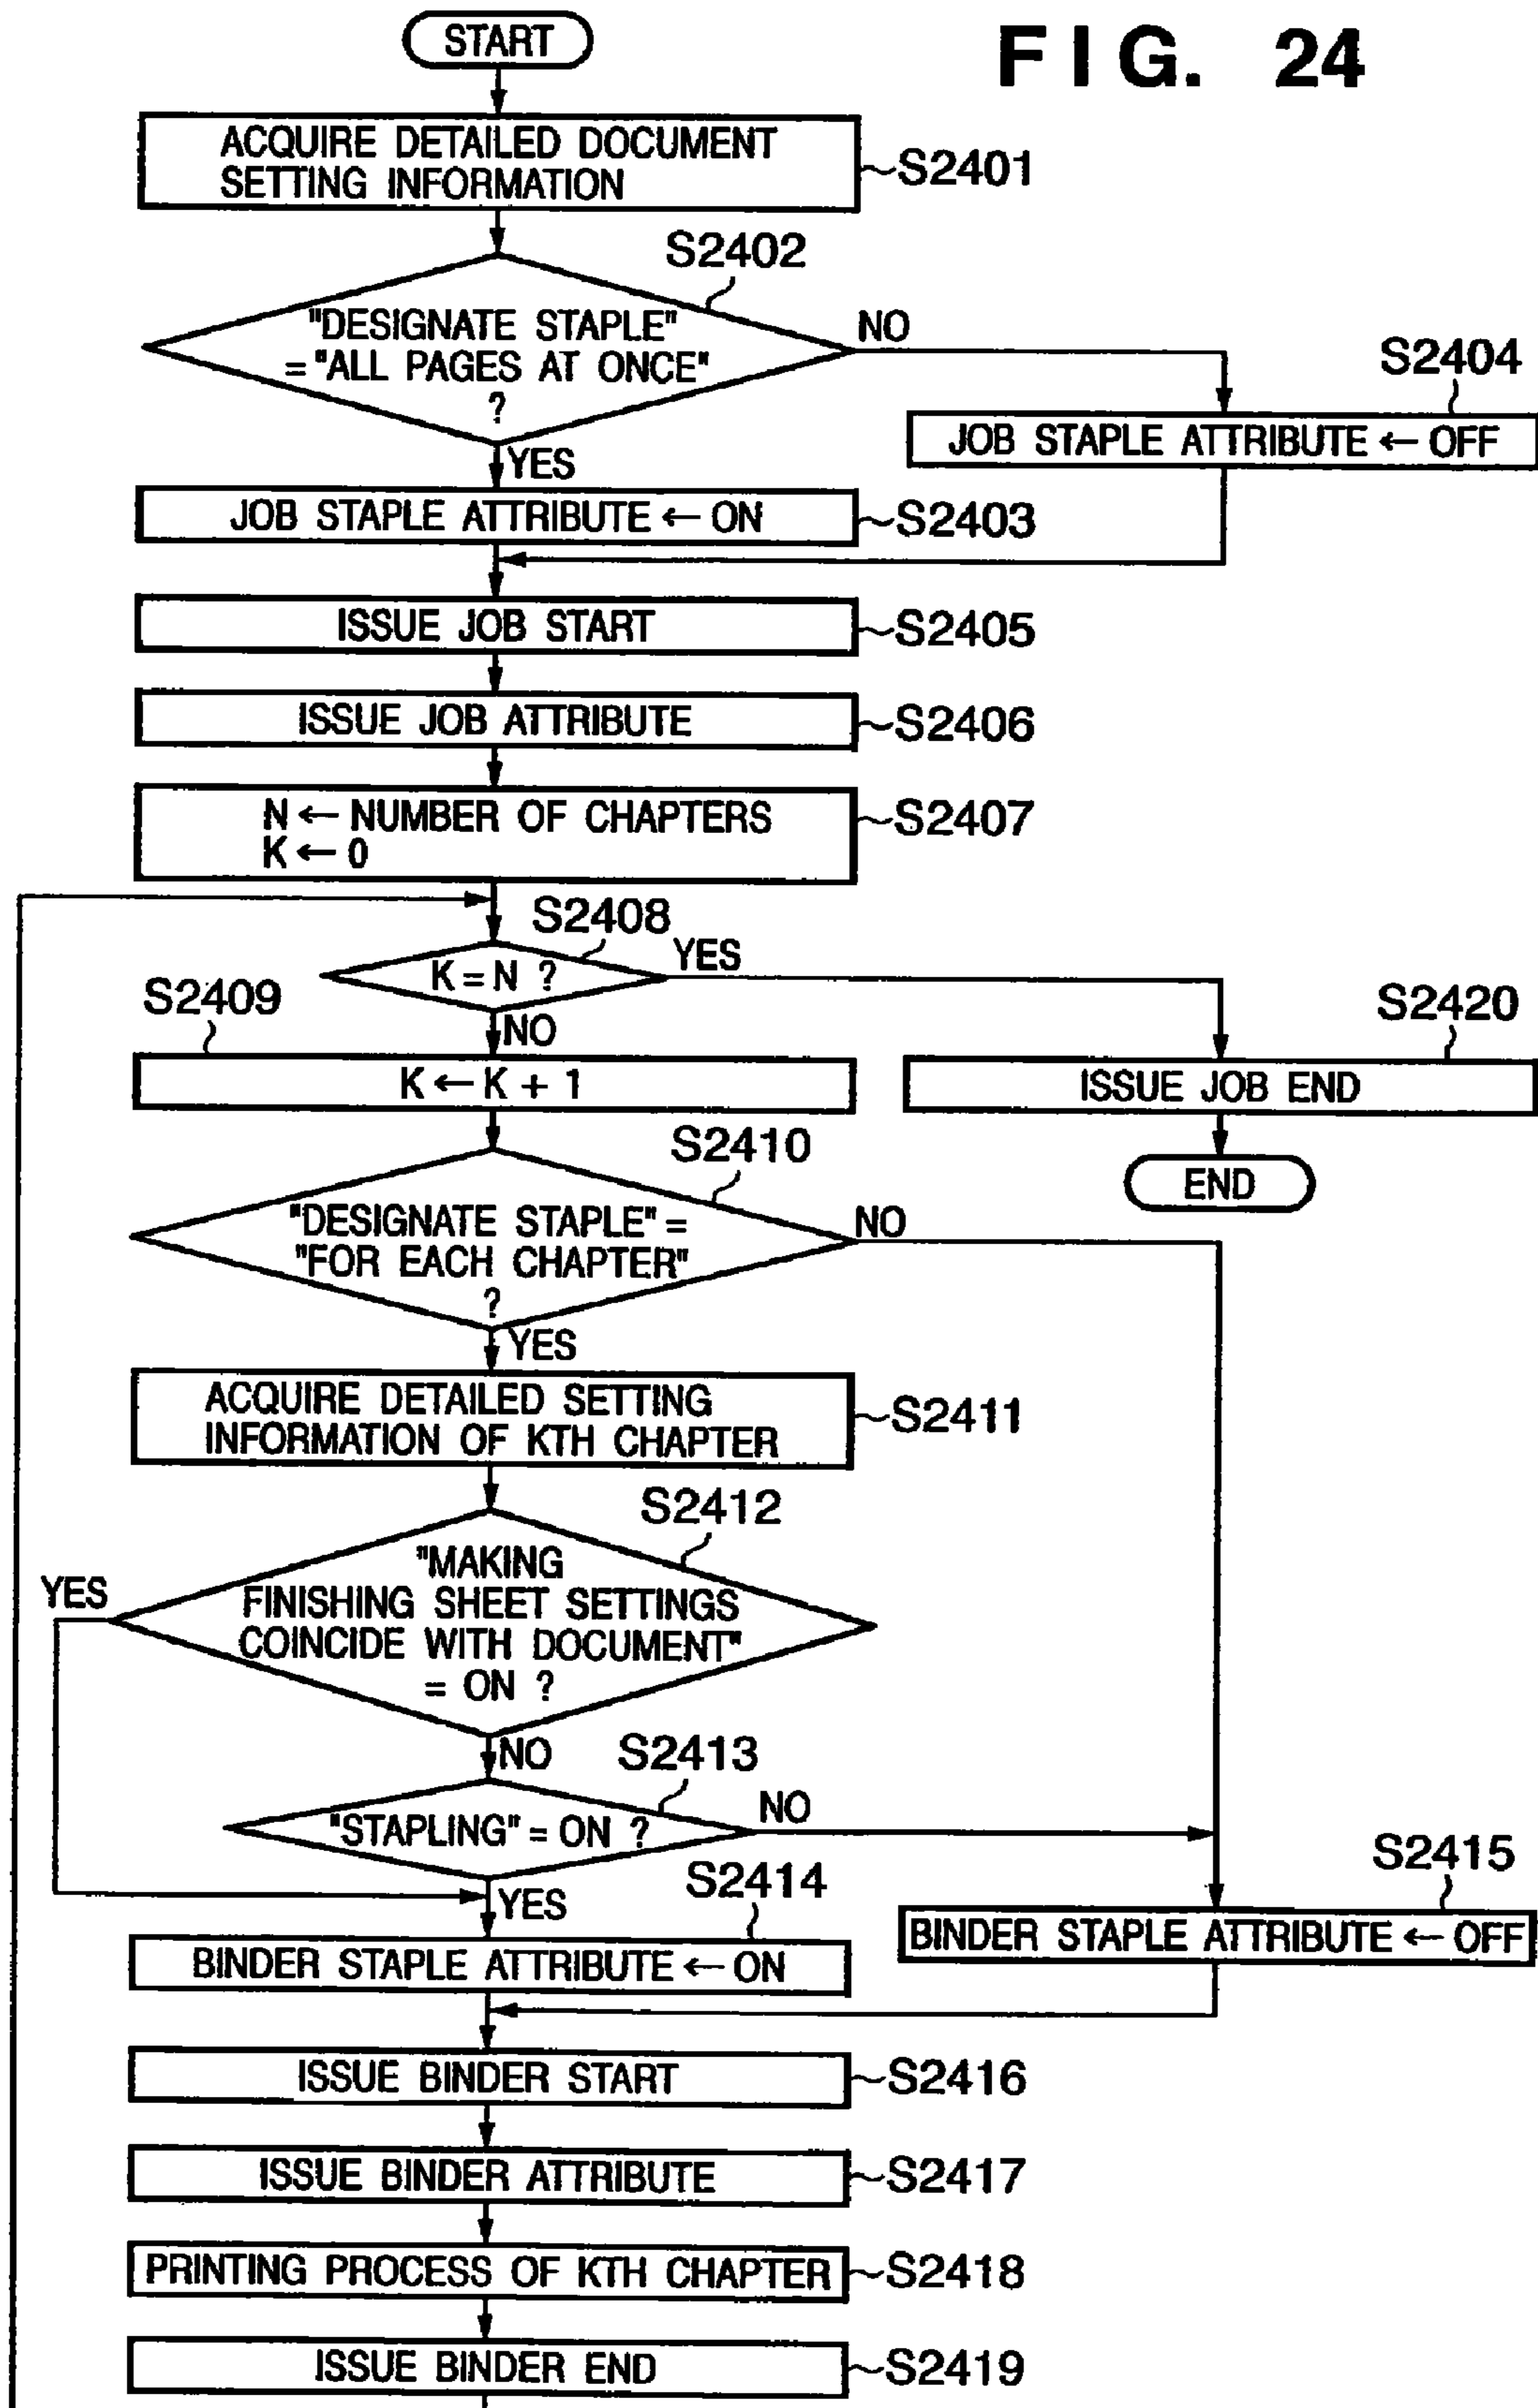 FIG. 24
START
ACQUIRE DETAILED DOCUMENT
SETTING INFORMATION
S2401
S2402
"DESIGNATE STAPLE"
= "ALL PAGES AT ONCE"
?
NO
YES
S2404
JOB STAPLE ATTRIBUTE ← OFF
JOB STAPLE ATTRIBUTE ← ON
S2403
ISSUE JOB START
S2405
ISSUE JOB ATTRIBUTE
S2406
N ← NUMBER OF CHAPTERS
K ← 0
S2407
S2408
K = N ?
YES
NO
S2409
K ← K + 1
S2420
ISSUE JOB END
END
S2410
"DESIGNATE STAPLE" =
"FOR EACH CHAPTER"
?
NO
YES
ACQUIRE DETAILED SETTING
INFORMATION OF KTH CHAPTER
S2411
S2412
"MAKING
FINISHING SHEET SETTINGS
COINCIDE WITH DOCUMENT"
= ON ?
YES
NO
S2413
"STAPLING" = ON ?
NO
YES
S2414
BINDER STAPLE ATTRIBUTE ← ON
S2415
BINDER STAPLE ATTRIBUTE ← OFF
ISSUE BINDER START
S2416
ISSUE BINDER ATTRIBUTE
S2417
PRINTING PROCESS OF KTH CHAPTER
S2418
ISSUE BINDER END
S2419